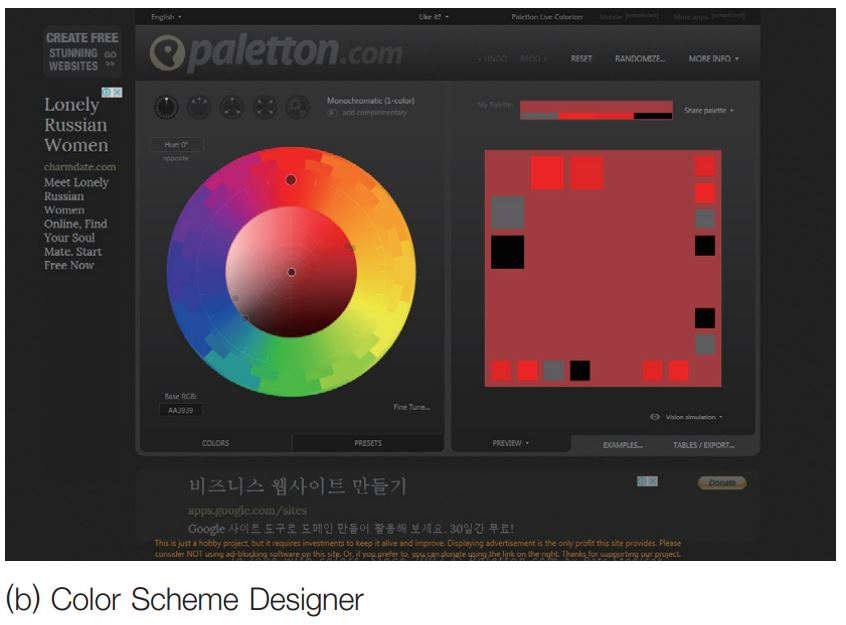 English
Like it?
Paletton Live Colorizer
Mobile
More apps
CREATE FREE
STUNNING GO
WEBSITES >>
paletton.com
< UNDO REDO > RESET RANDOMIZE... MORE INFO
Lonely
Russian
Women
charmdate.com
Meet Lonely
Russian
Women
Online, Find
Your Soul
Mate. Start
Free Now
Monochromatic (1-color)
add complementary
Hue: 0°
opposite
Base RGB:
AA3939
Fine Tune...
COLORS PRESETS
My Palette:
Share palette
Vision simulation
PREVIEW EXAMPLES... TABLES / EXPORT...
비즈니스 웹사이트 만들기
apps.google.com/sites
Google 사이트 도구로 도메인 만들어 활용해 보세요. 30일간 무료!
Donate
This is just a hobby project, but it requires investments to keep it alive and improve. Displaying advertisement is the only profit this site provides. Please
consider NOT using ad-blocking software on this site. Or, if you prefer to, you can donate using the link on the right. Thanks for supporting our project.
(b) Color Scheme Designer